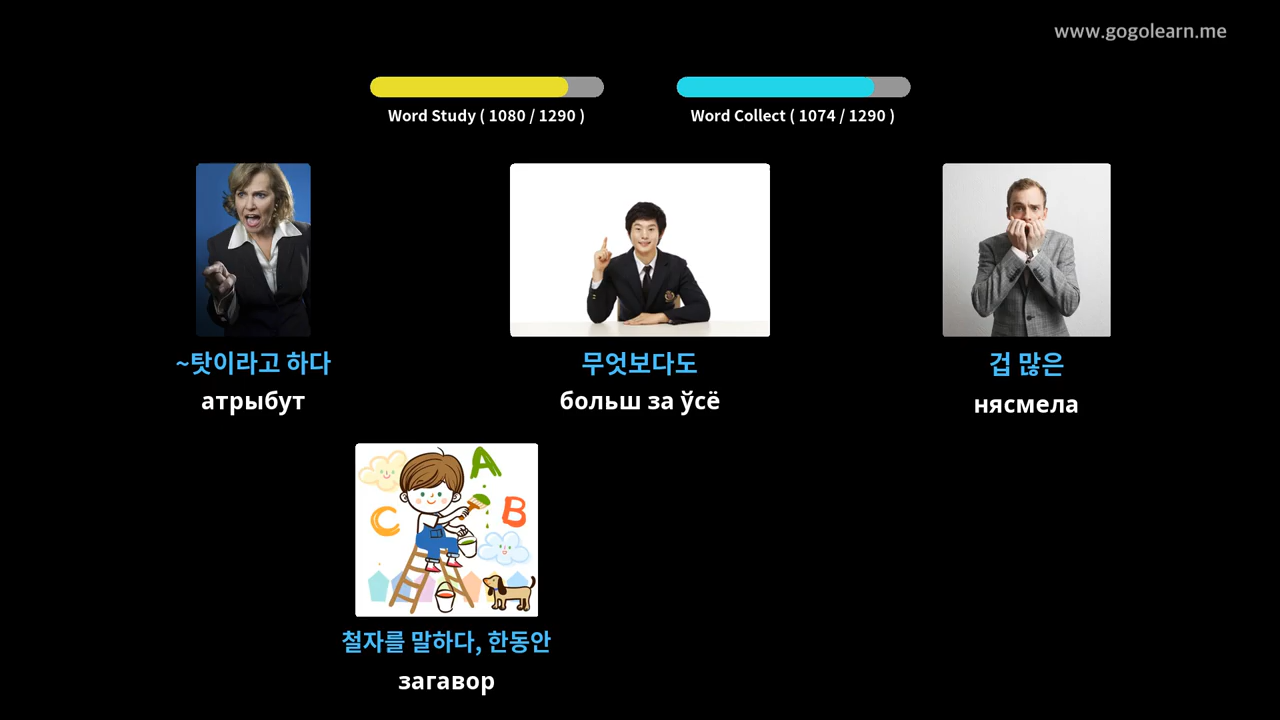 www.gogolearn.me
Word Study ( 1080 / 1290 )
Word Collect ( 1074 / 1290 )
~탓이라고 하다
атрыбут
무엇보다도
больш за ўсё
겁 많은
нясмела
A
B
C
철자를 말하다, 한동안
загавор